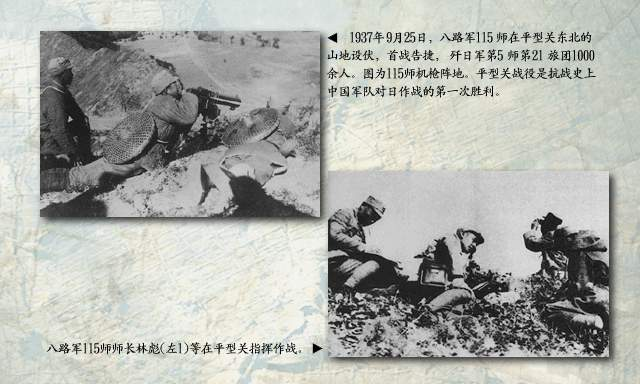 ◀ 1937年9月25日，八路军115 师在平型关东北的
山地设伏，首战告捷， 歼日军第5 师第21 旅团1000
余人。图为115师机枪阵地。平型关战役是抗战史上
中国军队对日作战的第一次胜利。
八路军115师师长林彪(左1)等在平型关指挥作战。 ▶